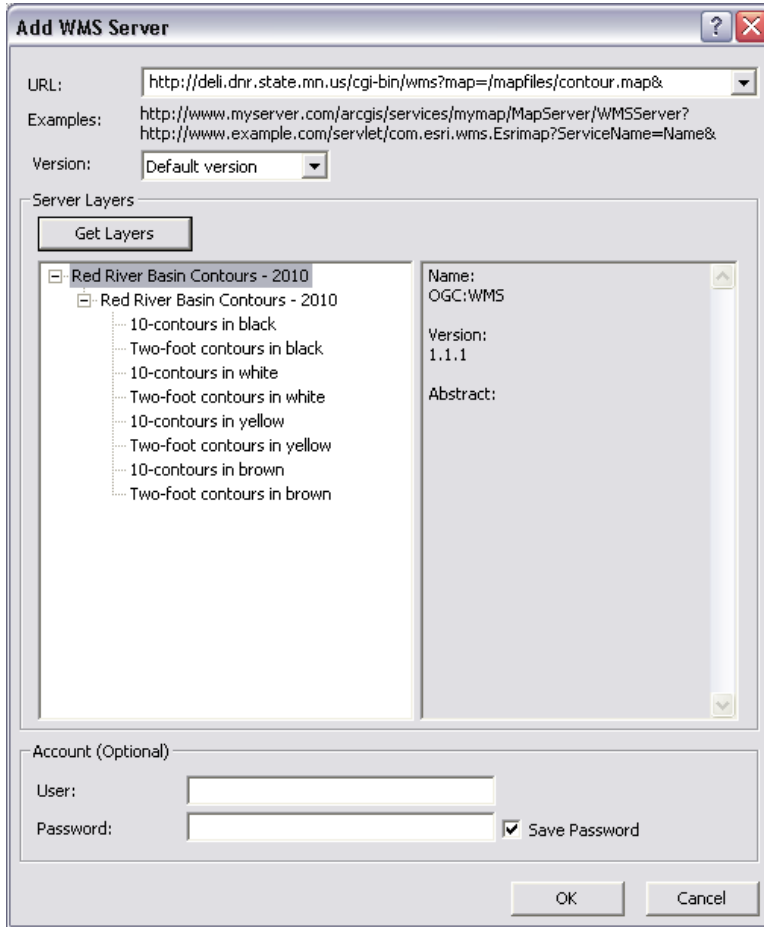 Add WMS Server
URL: http://deli.dnr.state.mn.us/cgi-bin/wms?map=/mapfiles/contour.map&
Examples: http://www.myserver.com/arcgis/services/mymap/MapServer/WMSServer?
http://www.example.com/servlet/com.esri.wms.Esrimap?ServiceName=Name&
Version: Default version
Server Layers
Get Layers
Red River Basin Contours - 2010
Red River Basin Contours - 2010
10-contours in black
Two-foot contours in black
10-contours in white
Two-foot contours in white
10-contours in yellow
Two-foot contours in yellow
10-contours in brown
Two-foot contours in brown
Name:
OGC:WMS
Version:
1.1.1
Abstract:
Account (Optional)
User:
Password:
Save Password
OK
Cancel